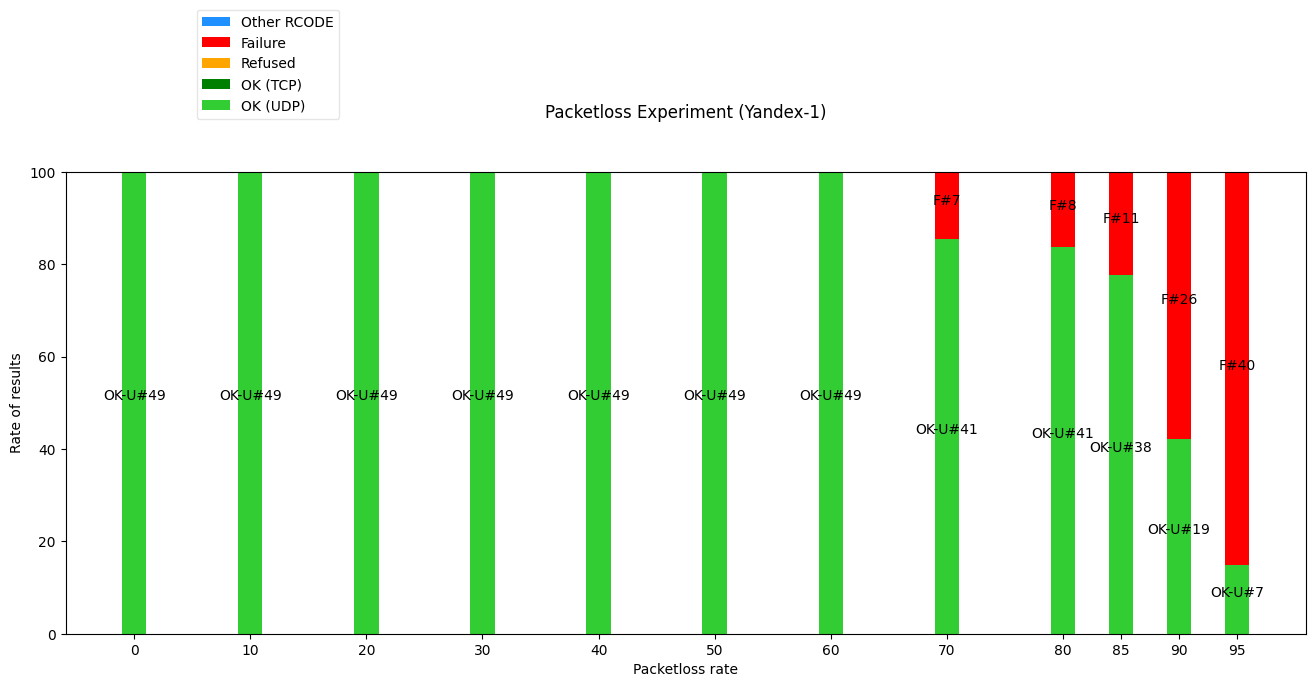 Other RCODE
Failure
Refused
OK (TCP)
OK (UDP)
Packetloss Experiment (Yandex-1)
Rate of results
100
80
60
40
20
0
F#7
F#8
F#11
F#26
F#40
OK-U#49
OK-U#49
OK-U#49
OK-U#49
OK-U#49
OK-U#49
OK-U#49
OK-U#41
OK-U#41
OK-U#38
OK-U#19
OK-U#7
0 10 20 30 40 50 60 70 80 85 90 95
Packetloss rate